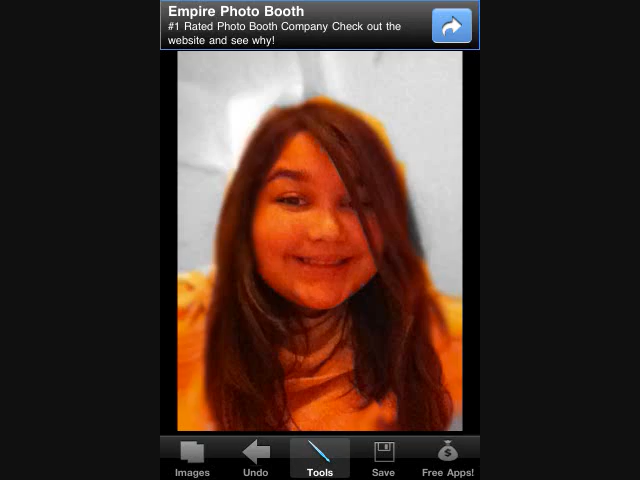 Empire Photo Booth
#1 Rated Photo Booth Company Check out the
website and see why!
Images Undo Tools Save Free Apps!